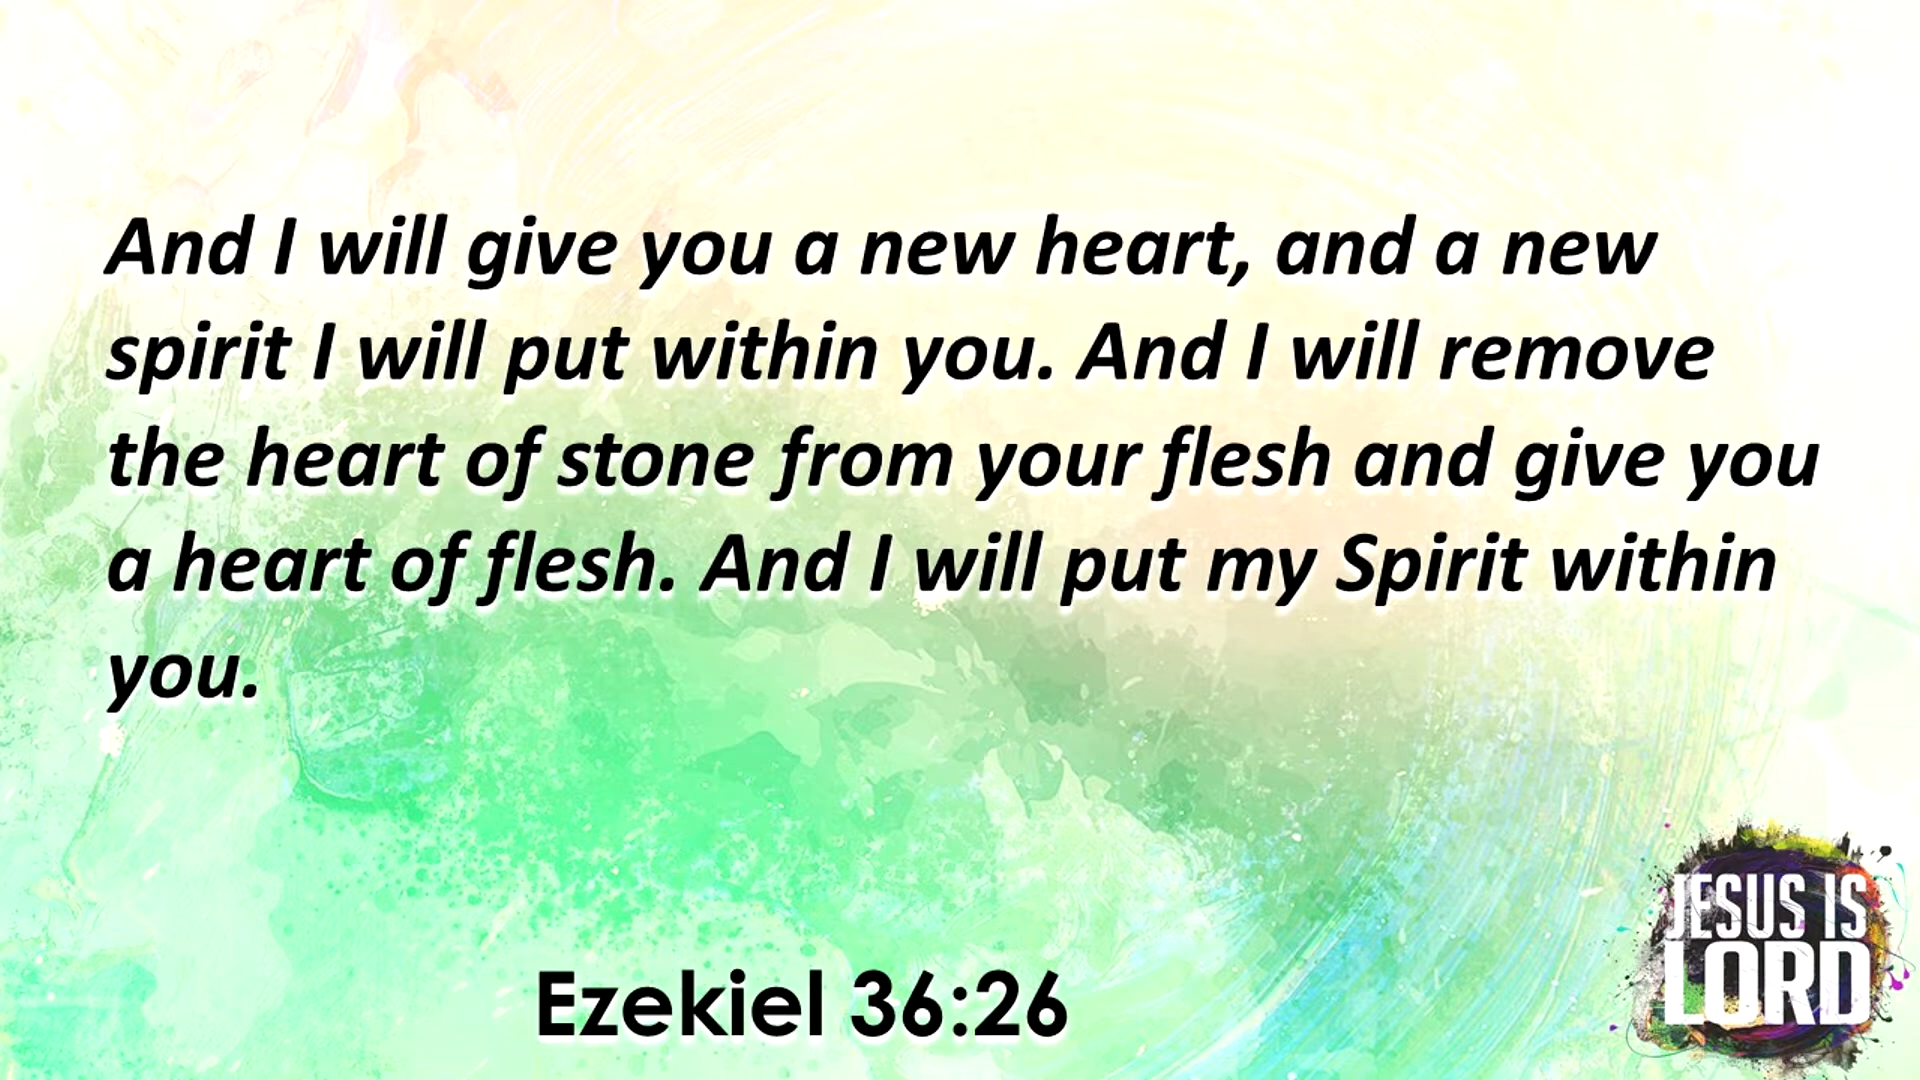 And I will give you a new heart, and a new
spirit I will put within you. And I will remove
the heart of stone from your flesh and give you
a heart of flesh. And I will put my Spirit within
you.
Ezekiel 36:26
JESUS IS
LORD